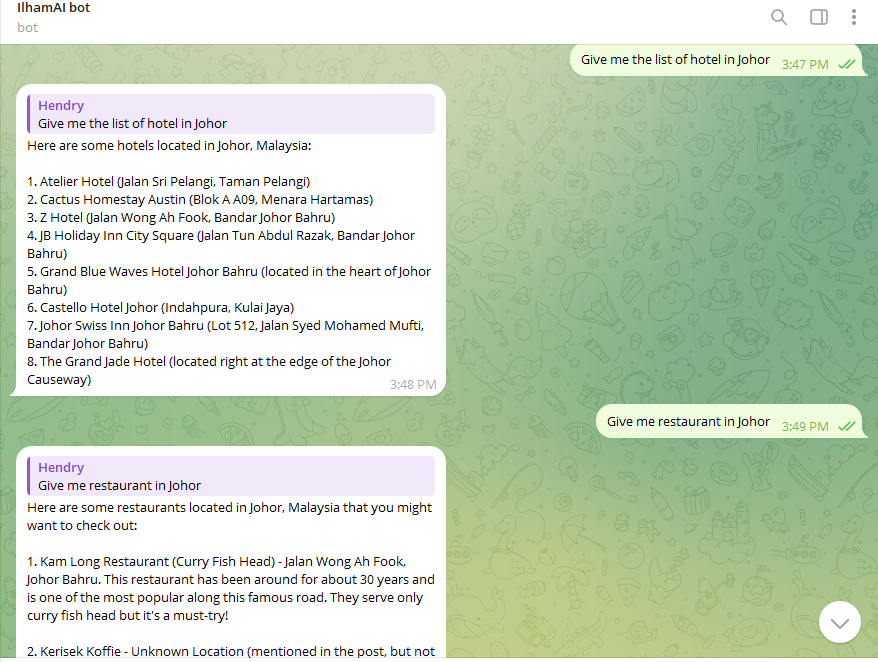 IlhamAI bot
bot
Give me the list of hotel in Johor 3:47 PM
Hendry
Give me the list of hotel in Johor
Here are some hotels located in Johor, Malaysia:
1. Atelier Hotel (Jalan Sri Pelangi, Taman Pelangi)
2. Cactus Homestay Austin (Blok A A09, Menara Hartamas)
3. Z Hotel (Jalan Wong Ah Fook, Bandar Johor Bahru)
4. JB Holiday Inn City Square (Jalan Tun Abdul Razak, Bandar Johor
Bahru)
5. Grand Blue Waves Hotel Johor Bahru (located in the heart of Johor
Bahru)
6. Castello Hotel Johor (Indahpura, Kulai Jaya)
7. Johor Swiss Inn Johor Bahru (Lot 512, Jalan Syed Mohamed Mufti,
Bandar Johor Bahru)
8. The Grand Jade Hotel (located right at the edge of the Johor
Causeway)
3:48 PM
Give me restaurant in Johor 3:49 PM
Hendry
Give me restaurant in Johor
Here are some restaurants located in Johor, Malaysia that you might
want to check out:
1. Kam Long Restaurant (Curry Fish Head) - Jalan Wong Ah Fook,
Johor Bahru. This restaurant has been around for about 30 years and
is one of the most popular along this famous road. They serve only
curry fish head but it's a must-try!
2. Kerisek Koffie - Unknown Location (mentioned in the post, but not